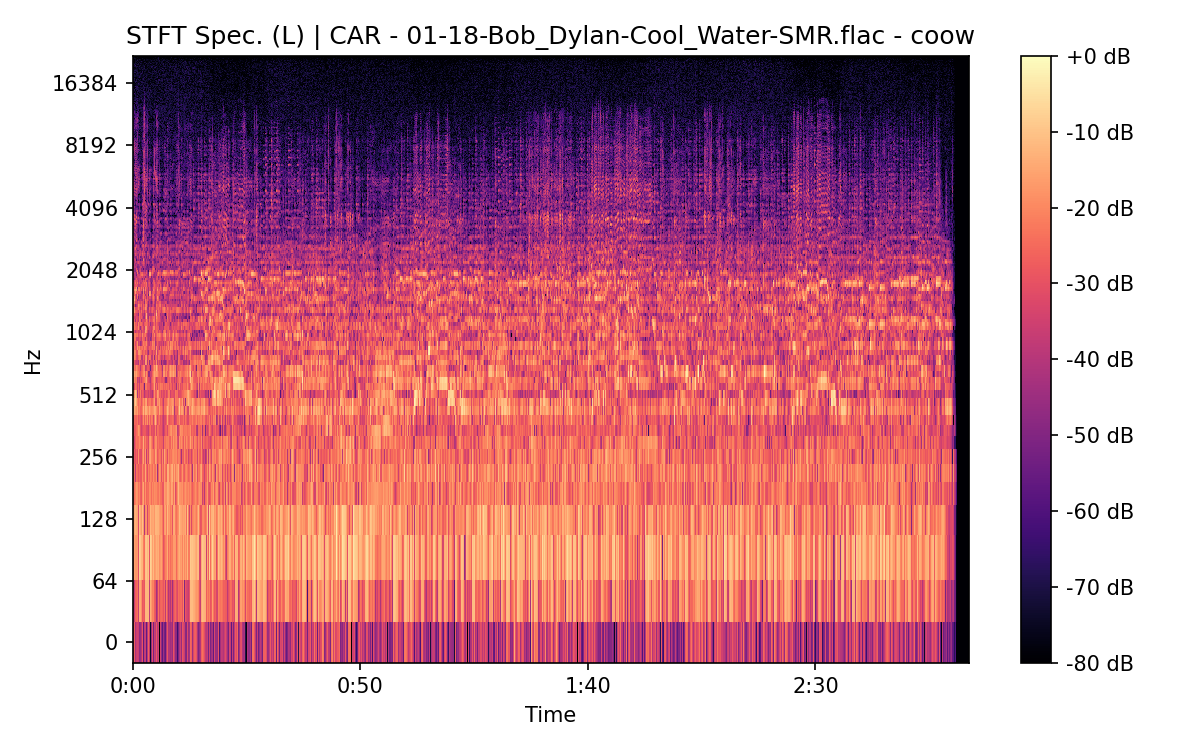 STFT Spec. (L) | CAR - 01-18-Bob_Dylan-Cool_Water-SMR.flac - coow
16384
8192
4096
2048
1024
512
256
128
64
0
Hz
0:00
0:50
1:40
2:30
Time
+0 dB
-10 dB
-20 dB
-30 dB
-40 dB
-50 dB
-60 dB
-70 dB
-80 dB